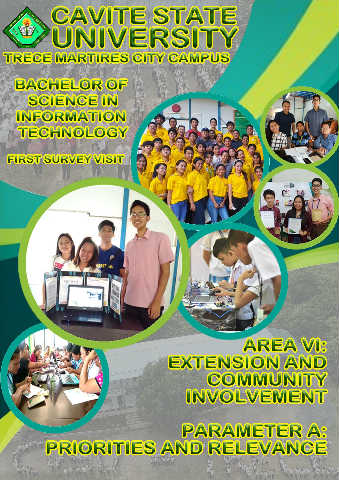 CAVITE STATE
UNIVERSITY
TRECE MARTIRES CITY CAMPUS
BACHELOR OF
SCIENCE IN
INFORMATION
TECHNOLOGY
FIRST SURVEY VISIT
AREA VI:
EXTENSION AND
COMMUNITY
INVOLVEMENT
PARAMETER A:
PRIORITIES AND RELEVANCE